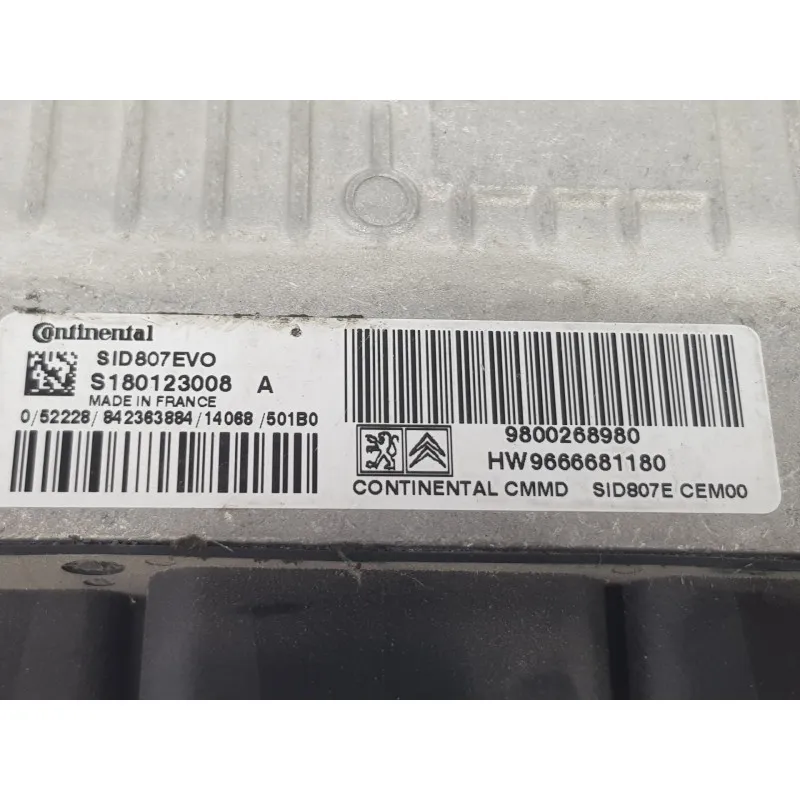 Continental
SID807EVO
S180123008 A
MADE IN FRANCE
0/52228/842363884/14068/501B0
9800268980
HW9666681180
CONTINENTAL CMMD SID807E CEM00